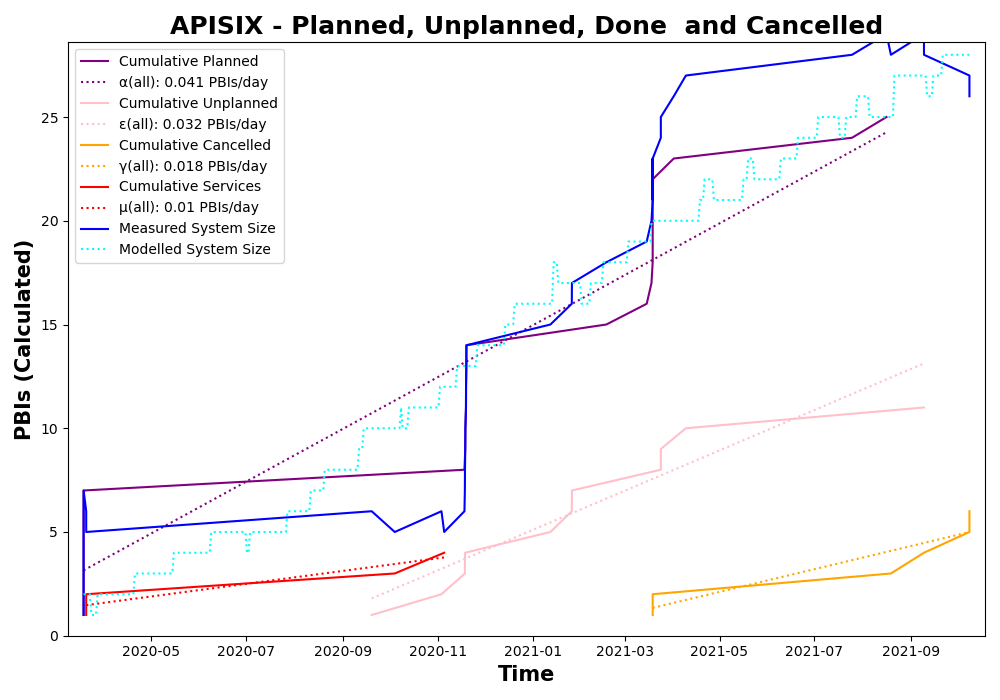 APISIX - Planned, Unplanned, Done  and Cancelled
Cumulative Planned
α(all): 0.041 PBIs/day
Cumulative Unplanned
ε(all): 0.032 PBIs/day
Cumulative Cancelled
γ(all): 0.018 PBIs/day
Cumulative Services
μ(all): 0.01 PBIs/day
Measured System Size
Modelled System Size
PBIs (Calculated)
25
20
15
10
5
0
2020-05 2020-07 2020-09 2020-11 2021-01 2021-03 2021-05 2021-07 2021-09
Time